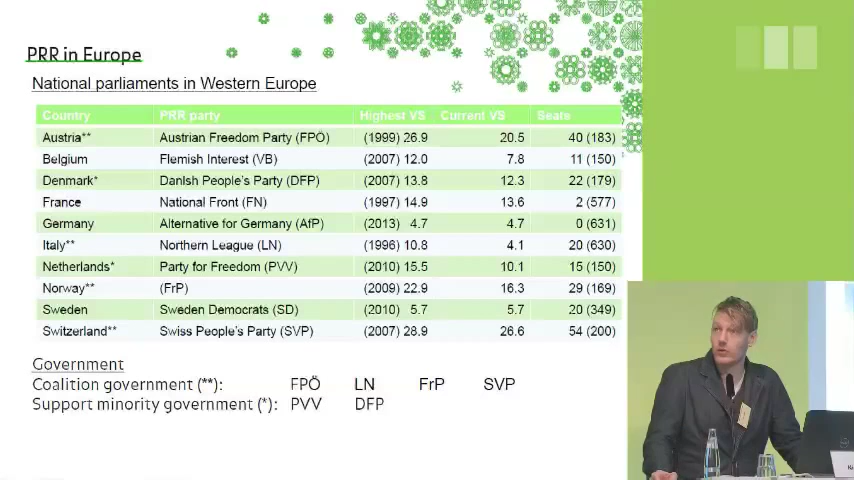 PRR in Europe
National parliaments in Western Europe
Country PRR party Highest VS Current VS Seats
Austria** Austrian Freedom Party (FPÖ) (1999) 26.9 20.5 40 (183)
Belgium Flemish Interest (VB) (2007) 12.0 7.8 11 (150)
Denmark* Danish People's Party (DFP) (2007) 13.8 12.3 22 (179)
France National Front (FN) (1997) 14.9 13.6 2 (577)
Germany Alternative for Germany (AfP) (2013) 4.7 4.7 0 (631)
Italy** Northern League (LN) (1996) 10.8 4.1 20 (630)
Netherlands* Party for Freedom (PVV) (2010) 15.5 10.1 15 (150)
Norway** (FrP) (2009) 22.9 16.3 29 (169)
Sweden Sweden Democrats (SD) (2010) 5.7 5.7 20 (349)
Switzerland** Swiss People's Party (SVP) (2007) 28.9 26.6 54 (200)
Government
Coalition government (**): FPÖ LN FrP SVP
Support minority government (*): PVV DFP